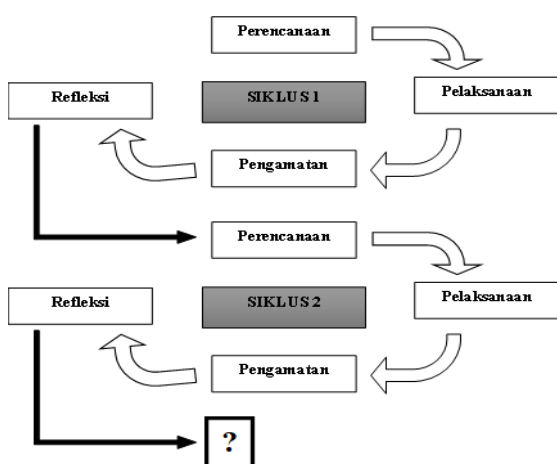 Perencanaan
Refleksi
SIKLUS 1
Pelaksanaan
Pengamatan
Perencanaan
Refleksi
SIKLUS 2
Pelaksanaan
Pengamatan
?